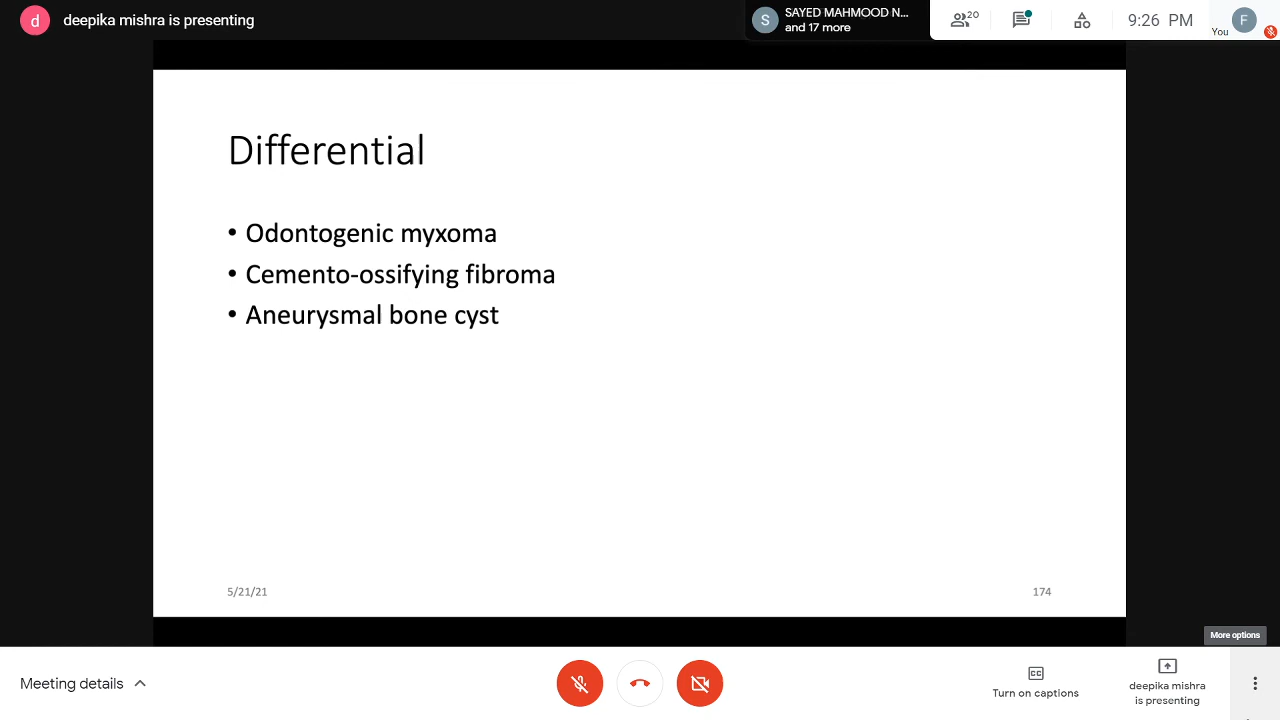 d
deepika mishra is presenting
S
SAYED MAHMOOD N...
and 17 more
20
9:26 PM
You
F
Differential
• Odontogenic myxoma
• Cemento-ossifying fibroma
• Aneurysmal bone cyst
5/21/21
174
More options
Meeting details
CC
Turn on captions
deepika mishra
is presenting